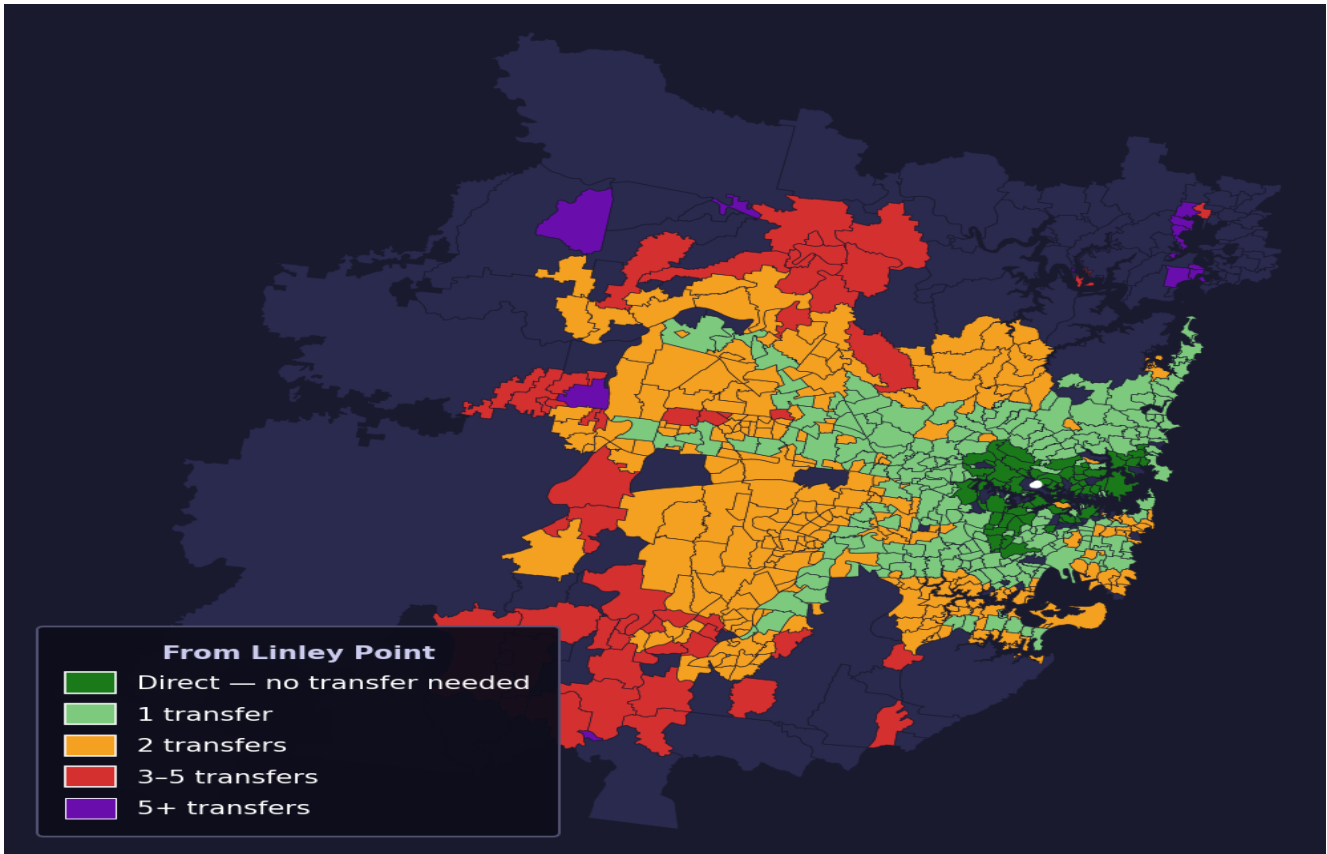 From Linley Point
Direct — no transfer needed
1 transfer
2 transfers
3–5 transfers
5+ transfers